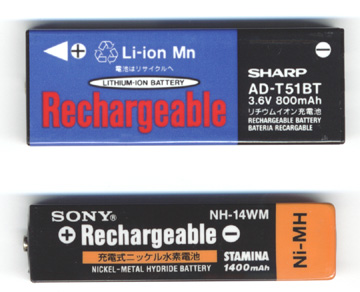 Li-ion Mn
電池はリサイクルへ
LITHIUM-ION BATTERY
Rechargeable
SHARP
AD-T51BT
3.6V 800mAh
リチウムイオン充電池
RECHARGEABLE BATTERY
BATERIA RECARGABLE
SONY®
NH-14WM
Rechargeable
充電式ニッケル水素電池
NICKEL-METAL HYDRIDE BATTERY
STAMINA
1400mAh
Ni-MH